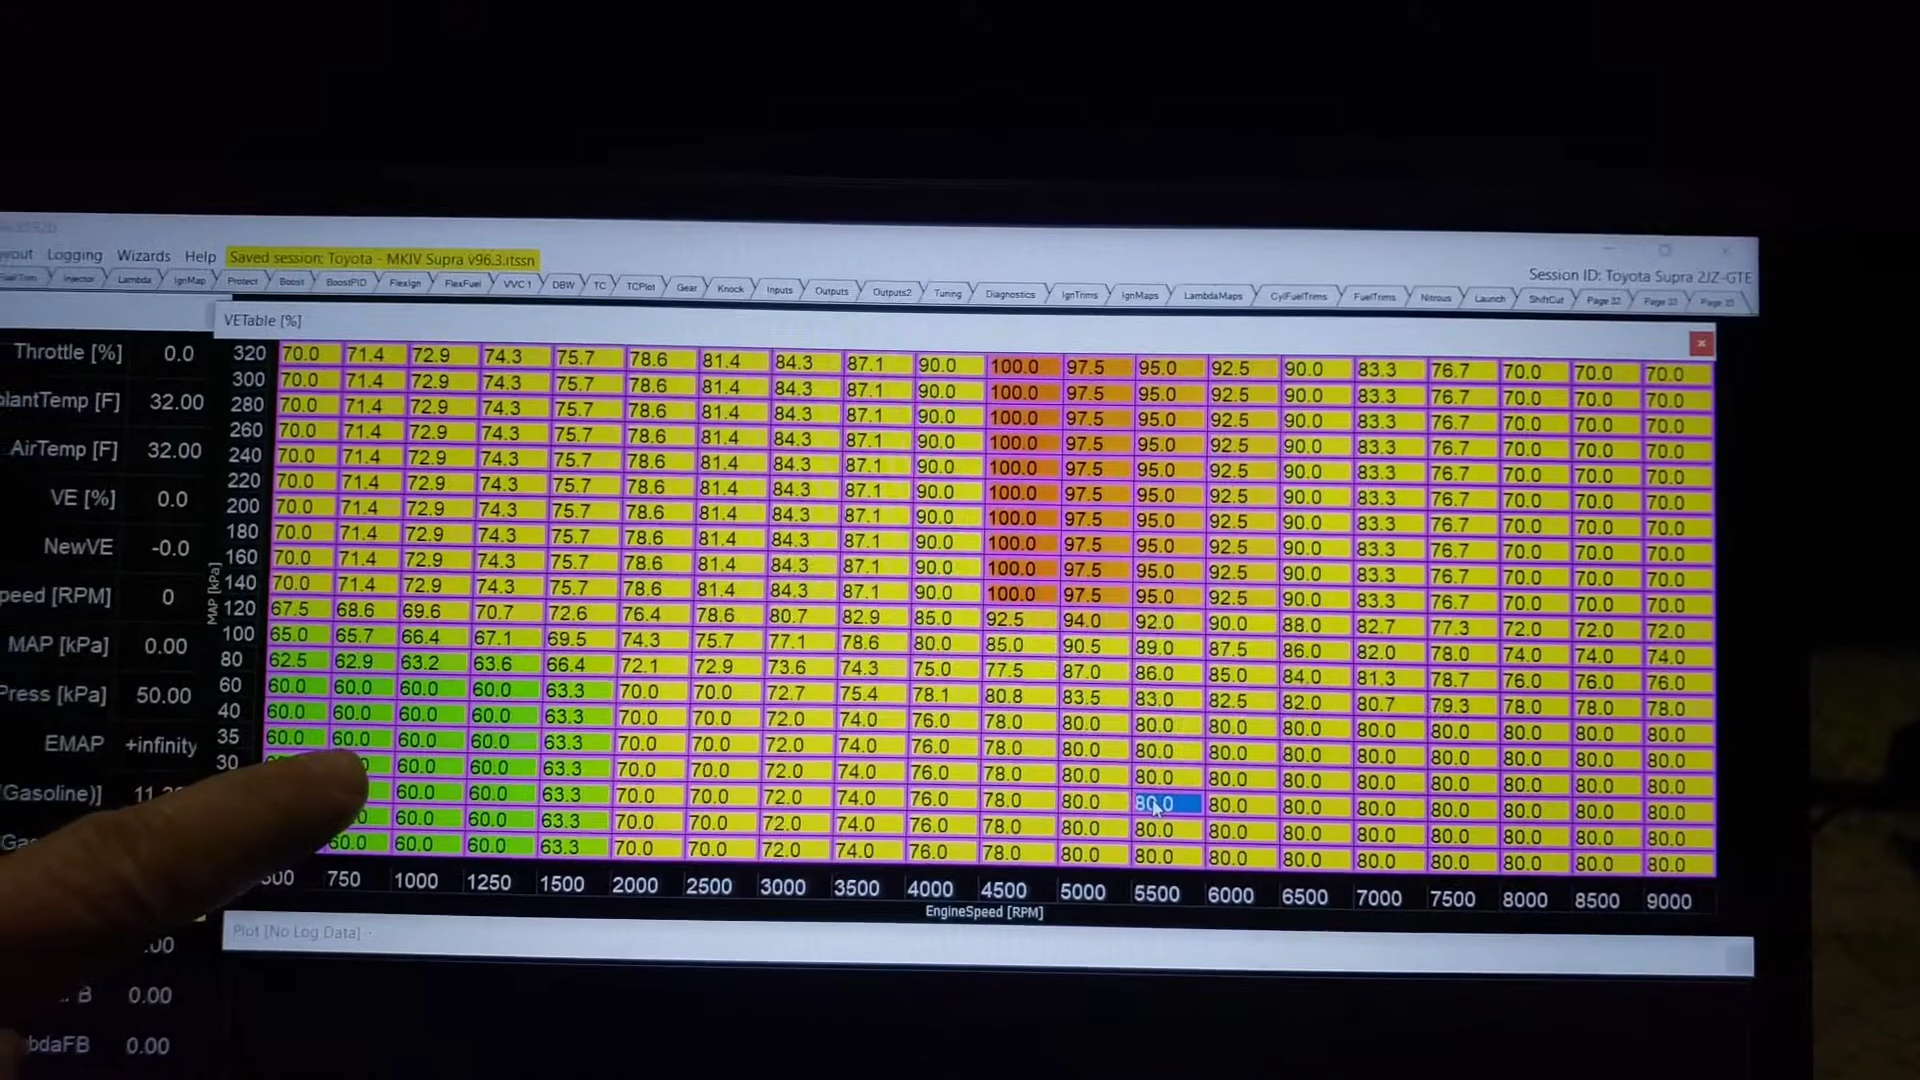 Logging Wizards Help Saved session: Toyota - MKIV Supra v96.3.itssn
Session ID: Toyota Supra 2JZ-GTE
FuelTrim Injector Lambda IgnMap Protect Boost BoostPID FlexIgn FlexFuel VVC 1 DBW TC TCPlot Gear Knock Inputs Outputs Outputs2 Tuning Diagnostics IgnTrims IgnMaps LambdaMaps CylFuelTrims FuelTrims Nitrous Launch ShiftCut Page 32 Page 33
VETable [%]
Throttle [%] 0.0
lantTemp [F] 32.00
AirTemp [F] 32.00
VE [%] 0.0
NewVE -0.0
peed [RPM] 0
MAP [kPa] 0.00
Press [kPa] 50.00
EMAP +infinity
(Gasoline)]
.00
B 0.00
bdaFB 0.00
MAP [kPa]
320 70.0 71.4 72.9 74.3 75.7 78.6 81.4 84.3 87.1 90.0 100.0 97.5 95.0 92.5 90.0 83.3 76.7 70.0 70.0 70.0
300 70.0 71.4 72.9 74.3 75.7 78.6 81.4 84.3 87.1 90.0 100.0 97.5 95.0 92.5 90.0 83.3 76.7 70.0 70.0 70.0
280 70.0 71.4 72.9 74.3 75.7 78.6 81.4 84.3 87.1 90.0 100.0 97.5 95.0 92.5 90.0 83.3 76.7 70.0 70.0 70.0
260 70.0 71.4 72.9 74.3 75.7 78.6 81.4 84.3 87.1 90.0 100.0 97.5 95.0 92.5 90.0 83.3 76.7 70.0 70.0 70.0
240 70.0 71.4 72.9 74.3 75.7 78.6 81.4 84.3 87.1 90.0 100.0 97.5 95.0 92.5 90.0 83.3 76.7 70.0 70.0 70.0
220 70.0 71.4 72.9 74.3 75.7 78.6 81.4 84.3 87.1 90.0 100.0 97.5 95.0 92.5 90.0 83.3 76.7 70.0 70.0 70.0
200 70.0 71.4 72.9 74.3 75.7 78.6 81.4 84.3 87.1 90.0 100.0 97.5 95.0 92.5 90.0 83.3 76.7 70.0 70.0 70.0
180 70.0 71.4 72.9 74.3 75.7 78.6 81.4 84.3 87.1 90.0 100.0 97.5 95.0 92.5 90.0 83.3 76.7 70.0 70.0 70.0
160 70.0 71.4 72.9 74.3 75.7 78.6 81.4 84.3 87.1 90.0 100.0 97.5 95.0 92.5 90.0 83.3 76.7 70.0 70.0 70.0
140 70.0 71.4 72.9 74.3 75.7 78.6 81.4 84.3 87.1 90.0 100.0 97.5 95.0 92.5 90.0 83.3 76.7 70.0 70.0 70.0
120 67.5 68.6 69.6 70.7 72.6 76.4 78.6 80.7 82.9 85.0 92.5 94.0 92.0 90.0 88.0 82.7 77.3 72.0 72.0 72.0
100 65.0 65.7 66.4 67.1 69.5 74.3 75.7 77.1 78.6 80.0 85.0 90.5 89.0 87.5 86.0 82.0 78.0 74.0 74.0 74.0
80 62.5 62.9 63.2 63.6 66.4 72.1 72.9 73.6 74.3 75.0 77.5 87.0 86.0 85.0 84.0 81.3 78.7 76.0 76.0 76.0
60 60.0 60.0 60.0 60.0 63.3 70.0 70.0 72.7 75.4 78.1 80.8 83.5 83.0 82.5 82.0 80.7 79.3 78.0 78.0 78.0
40 60.0 60.0 60.0 60.0 63.3 70.0 70.0 72.0 74.0 76.0 78.0 80.0 80.0 80.0 80.0 80.0 80.0 80.0 80.0 80.0
35 60.0 60.0 60.0 60.0 63.3 70.0 70.0 72.0 74.0 76.0 78.0 80.0 80.0 80.0 80.0 80.0 80.0 80.0 80.0 80.0
30 60.0 60.0 63.3 70.0 70.0 72.0 74.0 76.0 78.0 80.0 80.0 80.0 80.0 80.0 80.0 80.0 80.0 80.0
60.0 60.0 63.3 70.0 70.0 72.0 74.0 76.0 78.0 80.0 80.0 80.0 80.0 80.0 80.0 80.0 80.0 80.0
60.0 60.0 63.3 70.0 70.0 72.0 74.0 76.0 78.0 80.0 80.0 80.0 80.0 80.0 80.0 80.0 80.0 80.0
60.0 60.0 60.0 63.3 70.0 70.0 72.0 74.0 76.0 78.0 80.0 80.0 80.0 80.0 80.0 80.0 80.0 80.0 80.0
500 750 1000 1250 1500 2000 2500 3000 3500 4000 4500 5000 5500 6000 6500 7000 7500 8000 8500 9000
EngineSpeed [RPM]
Plot [No Log Data]